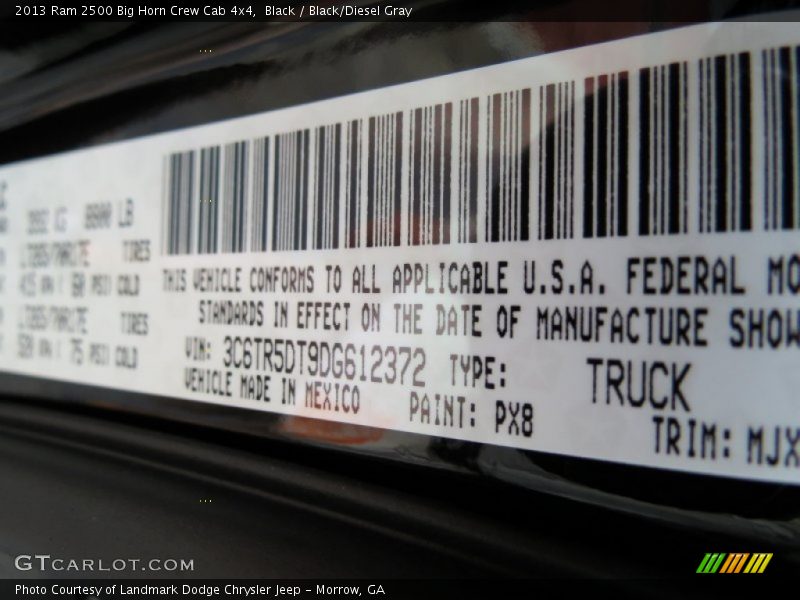 2013 Ram 2500 Big Horn Crew Cab 4x4, Black / Black/Diesel Gray
KG 8800 LB
TIRES
PSI COLD
TIRES
75 PSI COLD
THIS VEHICLE CONFORMS TO ALL APPLICABLE U.S.A. FEDERAL MO
STANDARDS IN EFFECT ON THE DATE OF MANUFACTURE SHOW
VIN: 3C6TR5DT9DG612372 TYPE: TRUCK
VEHICLE MADE IN MEXICO PAINT: PX8 TRIM: MJX
GTCARLOT.COM
Photo Courtesy of Landmark Dodge Chrysler Jeep - Morrow, GA